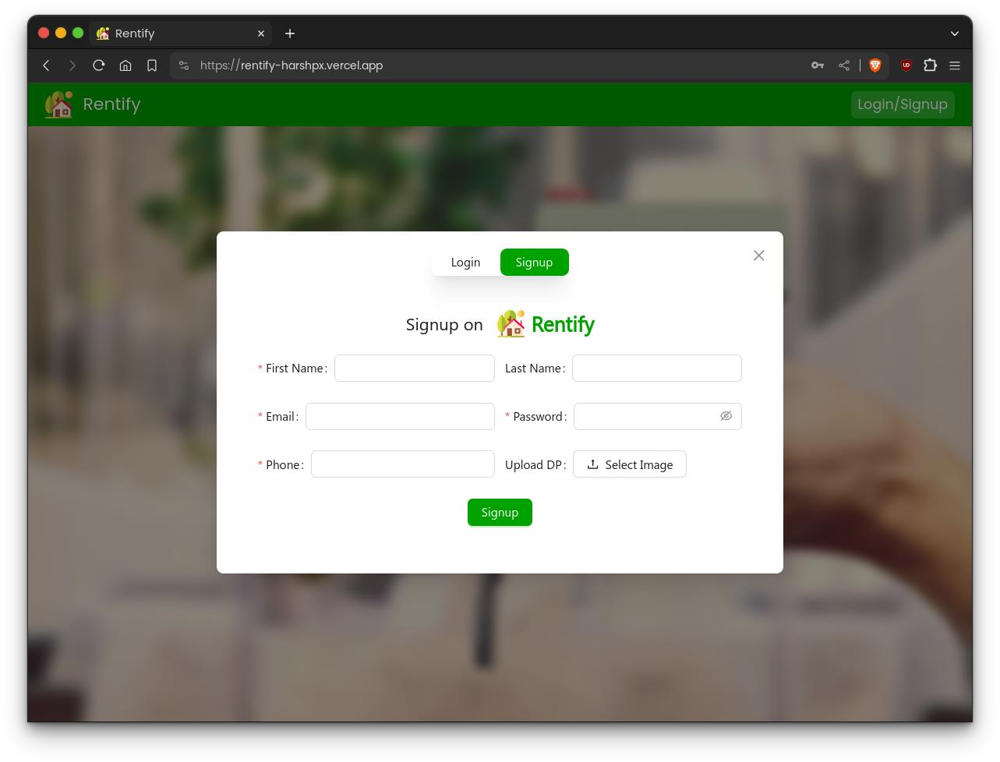 Rentify
https://rentify-harshpx.vercel.app
Rentify
Login/Signup
Login Signup
Signup on Rentify
* First Name: Last Name:
* Email: * Password:
* Phone: Upload DP: Select Image
Signup